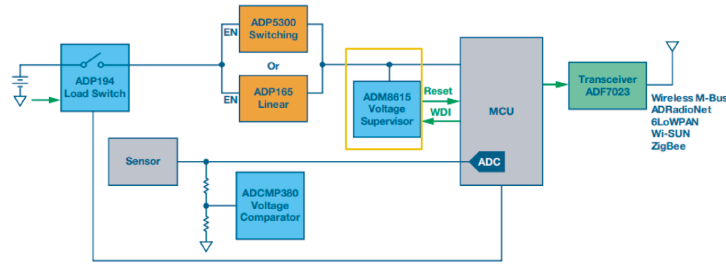 ADP5300
Switching
EN
Or
ADP165
Linear
EN
ADP194
Load Switch
ADM8615
Voltage
Supervisor
Reset
WDI
MCU
ADC
Transceiver
ADF7023
Wireless M-Bus
ADRadioNet
6LoWPAN
Wi-SUN
ZigBee
Sensor
ADCMP380
Voltage
Comparator